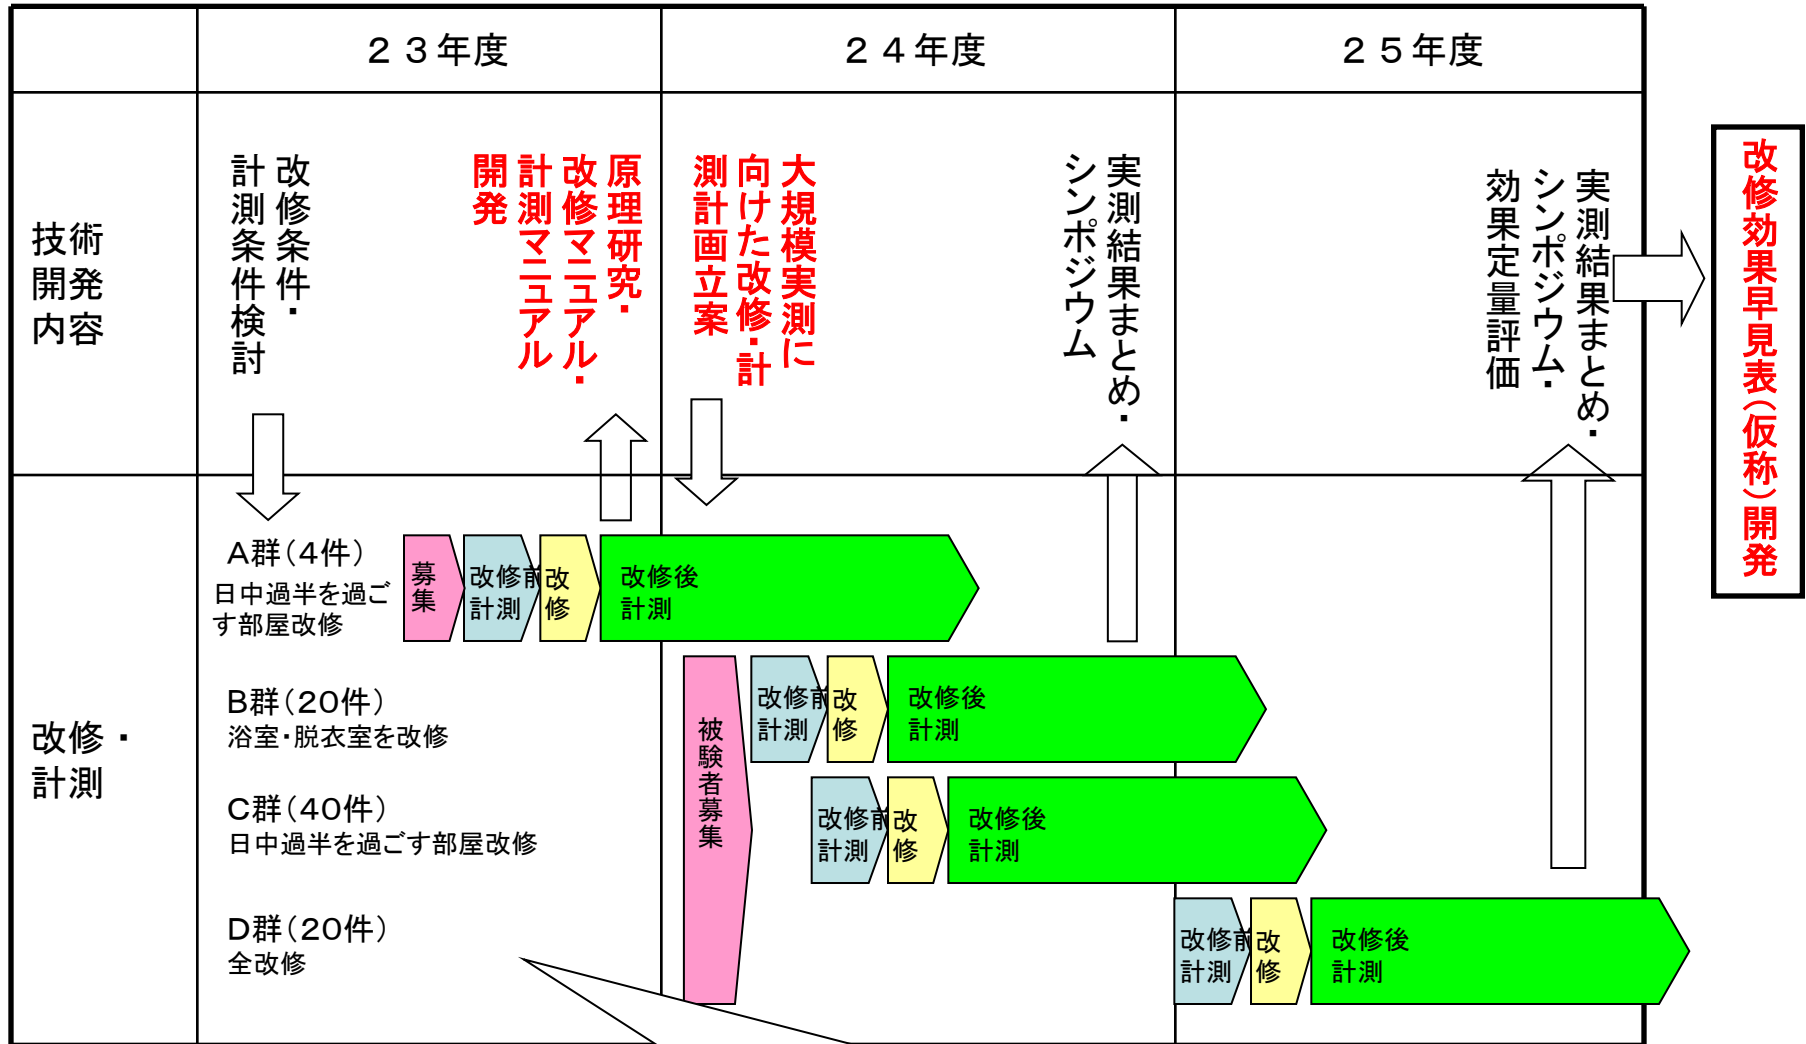 ２３年度
２４年度
２５年度
技術
開発
内容
改修条件・
計測条件検討
原理研究・
改修マニュアル・
計測マニュアル
開発
大規模実測に
向けた改修・計
測計画立案
実測結果まとめ・
シンポジウム
実測結果まとめ・
シンポジウム・
効果定量評価
改修効果早見表（仮称）開発
改修・
計測
A群（4件）
日中過半を過ご
す部屋改修
募集
改修前
計測
改
修
改修後
計測
B群（20件）
浴室・脱衣室を改修
被験者募集
改修前
計測
改
修
改修後
計測
C群（40件）
日中過半を過ごす部屋改修
改修前
計測
改
修
改修後
計測
D群（20件）
全改修
改修前
計測
改
修
改修後
計測